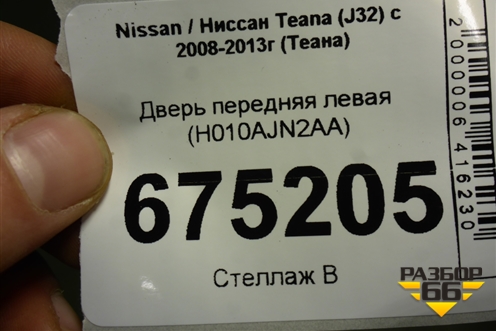 Nissan / Ниссан Teana (J32) с
2008-2013г (Теана)
Дверь передняя левая
(H010AJN2AA)
675205
Стеллаж В
2000006416230
РАЗБОР
66